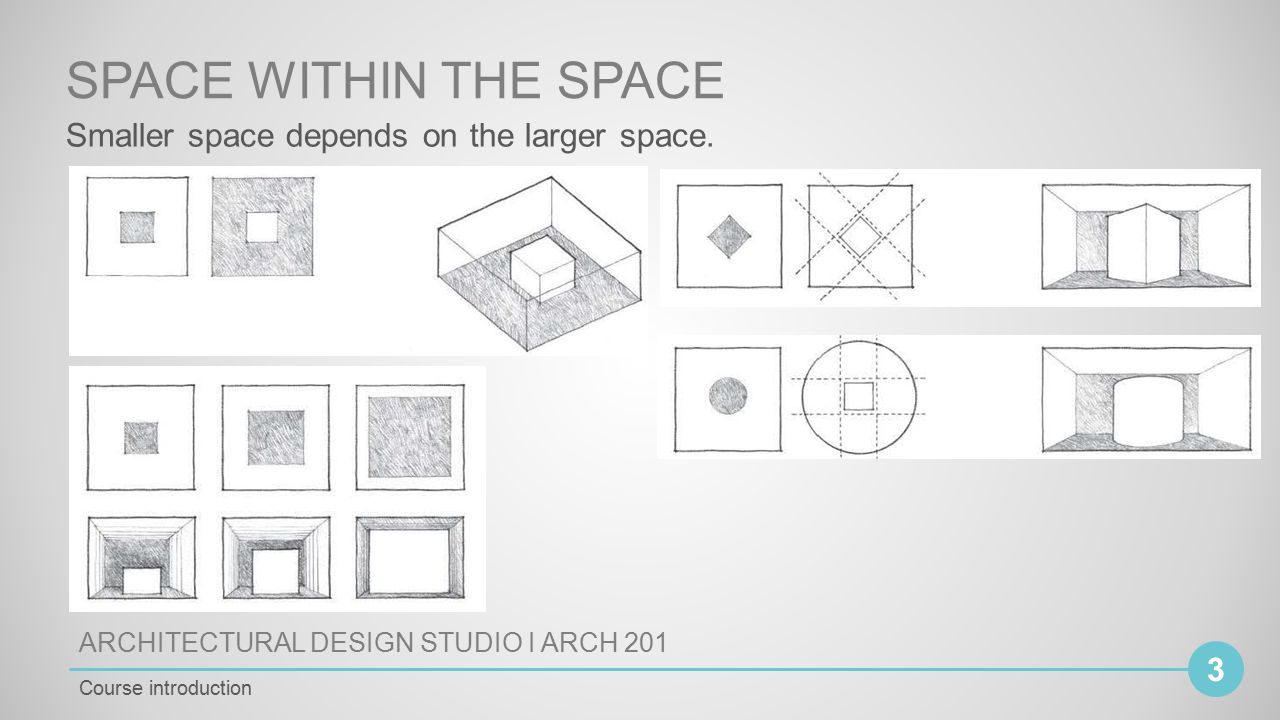 SPACE WITHIN THE SPACE
Smaller space depends on the larger space.
ARCHITECTURAL DESIGN STUDIO I ARCH 201
3
Course introduction